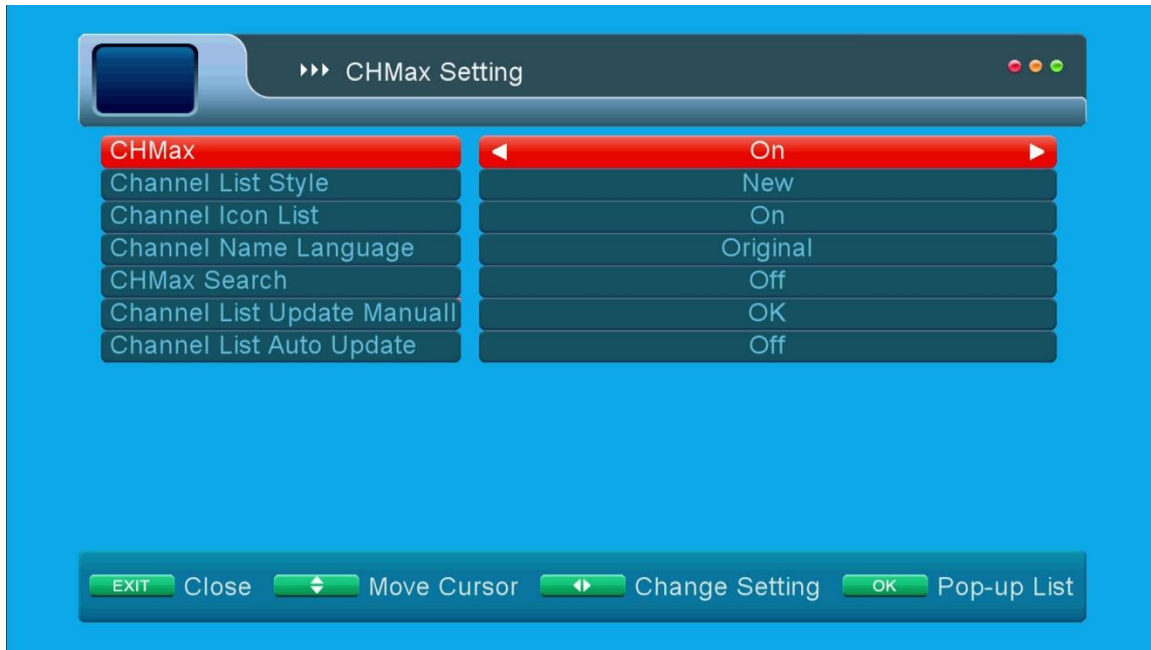 CHMax Setting
CHMax On
Channel List Style New
Channel Icon List On
Channel Name Language Original
CHMax Search Off
Channel List Update Manuall OK
Channel List Auto Update Off
EXIT Close Move Cursor Change Setting OK Pop-up List